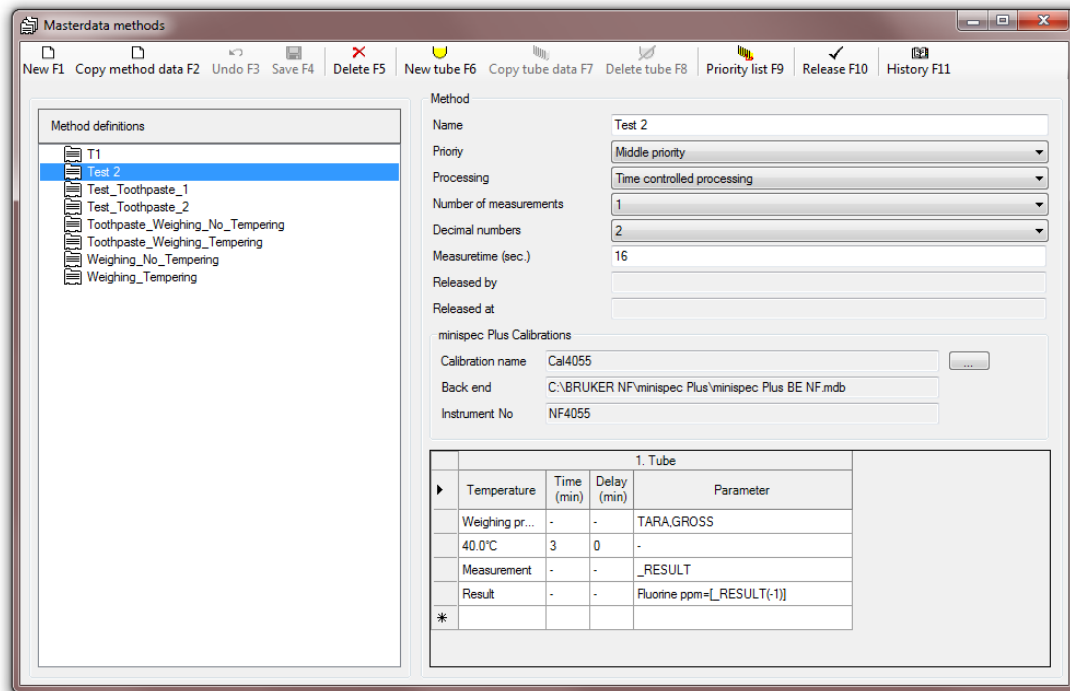 Masterdata methods
New F1 Copy method data F2 Undo F3 Save F4 Delete F5 New tube F6 Copy tube data F7 Delete tube F8 Priority list F9 Release F10 History F11
Method definitions
T1
Test 2
Test_Toothpaste_1
Test_Toothpaste_2
Toothpaste_Weighing_No_Tempering
Toothpaste_Weighing_Tempering
Weighing_No_Tempering
Weighing_Tempering
Method
Name Test 2
Prioriy Middle priority
Processing Time controlled processing
Number of measurements 1
Decimal numbers 2
Measuretime (sec.) 16
Released by
Released at
minispec Plus Calibrations
Calibration name Cal4055 ...
Back end C:\BRUKER NF\minispec Plus\minispec Plus BE NF.mdb
Instrument No NF4055
1. Tube
Temperature Time (min) Delay (min) Parameter
Weighing pr... - - TARA,GROSS
40.0°C 3 0 -
Measurement - - _RESULT
Result - - Fluorine ppm=[_RESULT(-1)]